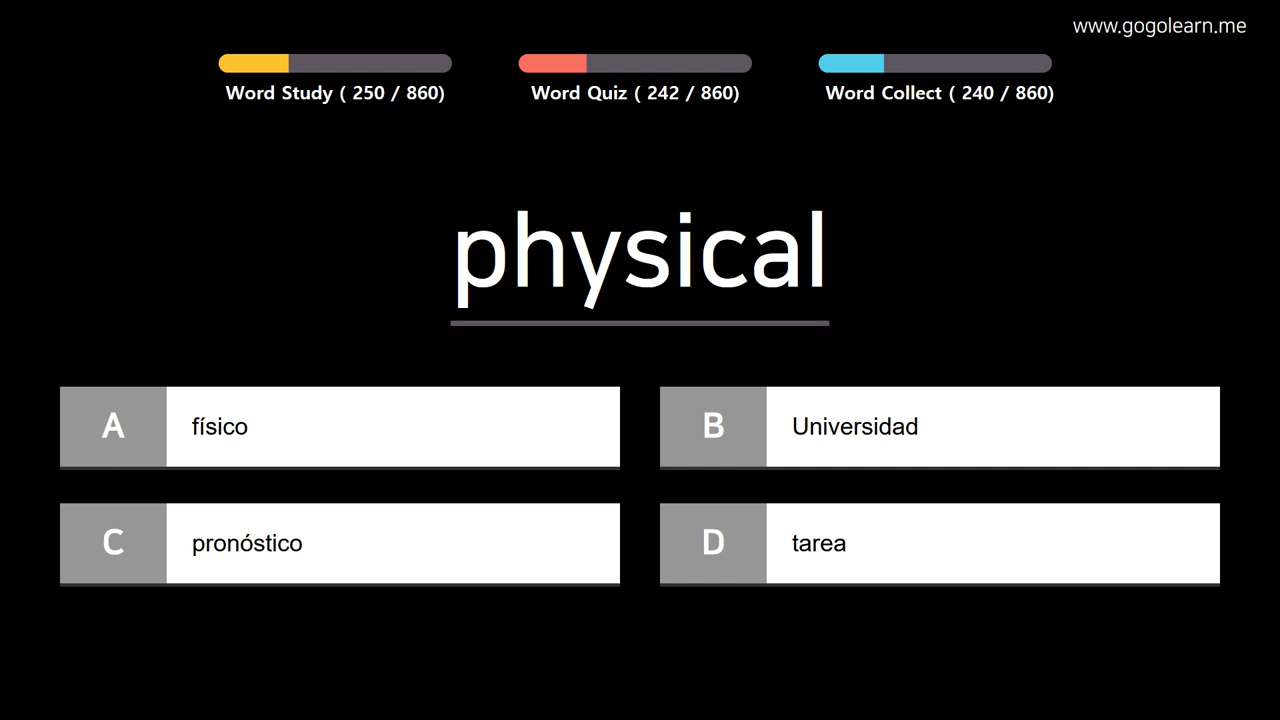 www.gogolearn.me
Word Study ( 250 / 860)
Word Quiz ( 242 / 860)
Word Collect ( 240 / 860)
physical
A
físico
B
Universidad
C
pronóstico
D
tarea